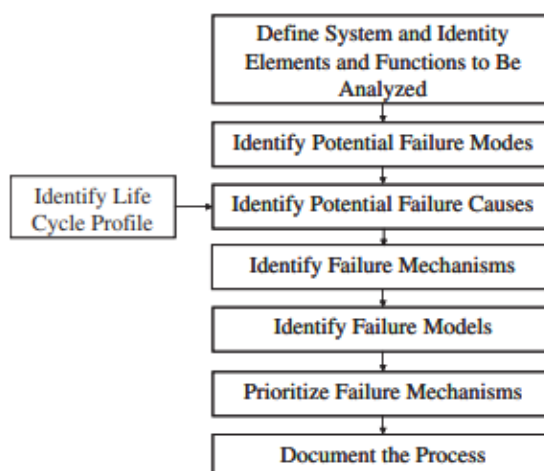 Define System and Identity
Elements and Functions to Be
Analyzed
Identify Potential Failure Modes
Identify Life
Cycle Profile
Identify Potential Failure Causes
Identify Failure Mechanisms
Identify Failure Models
Prioritize Failure Mechanisms
Document the Process